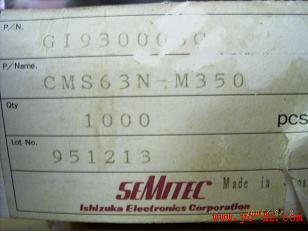 P/N.
P/Name.
CMS63N-M350
Qty
1000 pcs
Lot No.
951213
SEMITEC Made in
Ishizuka Electronics Corporation